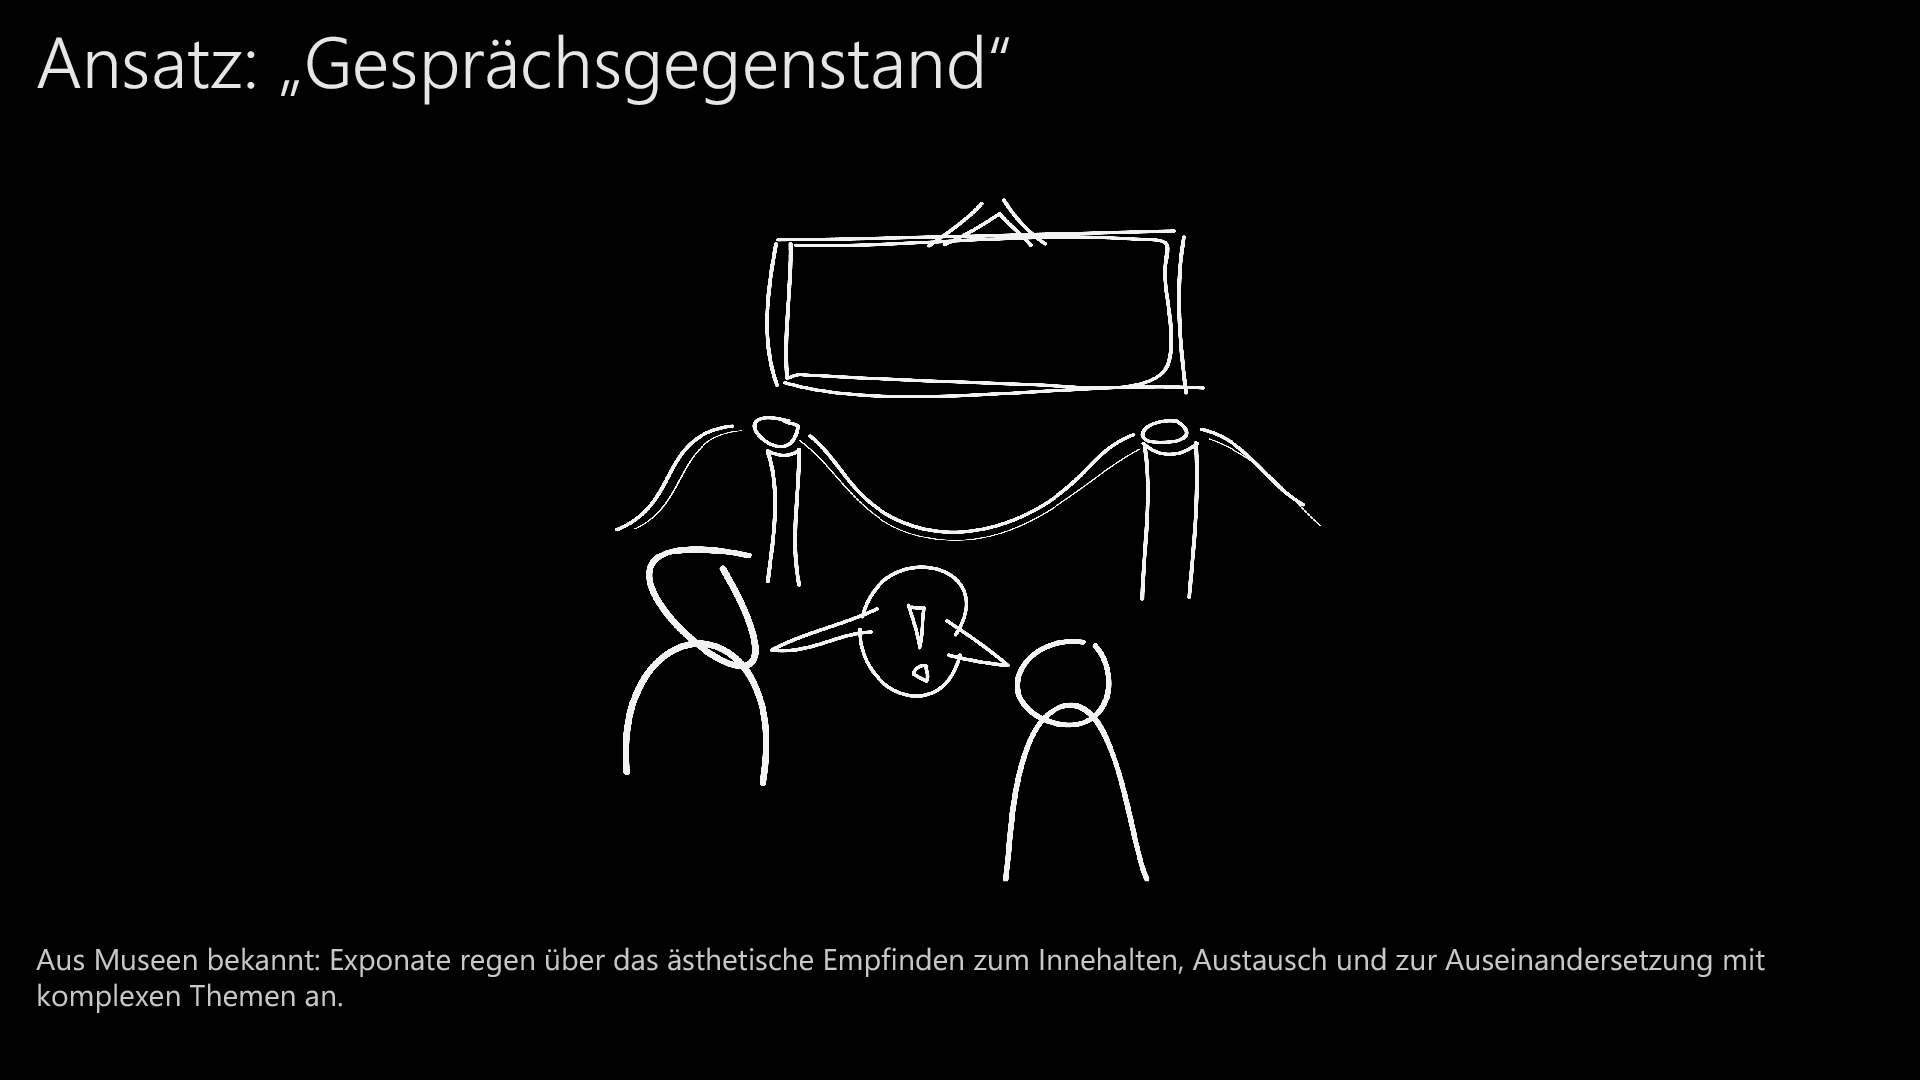 Ansatz: „Gesprächsgegenstand“
!
Aus Museen bekannt: Exponate regen über das ästhetische Empfinden zum Innehalten, Austausch und zur Auseinandersetzung mit
komplexen Themen an.